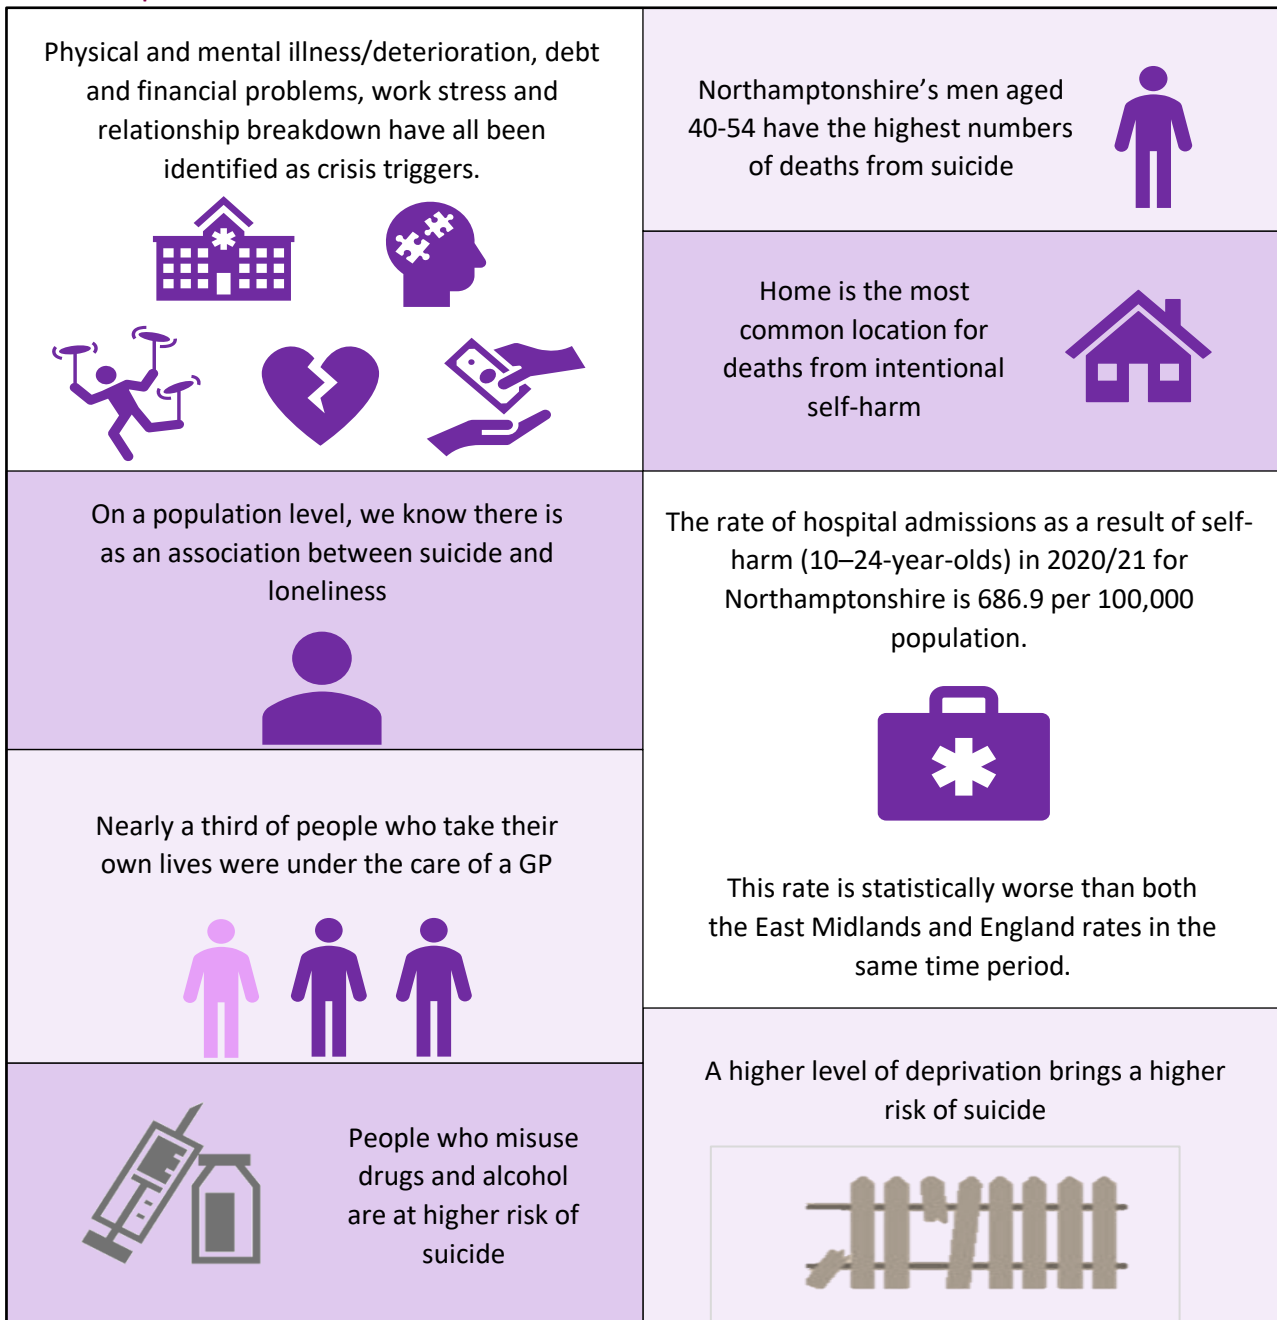 Physical and mental illness/deterioration, debt
and financial problems, work stress and
relationship breakdown have all been
identified as crisis triggers.
Northamptonshire’s men aged
40-54 have the highest numbers
of deaths from suicide
Home is the most
common location for
deaths from intentional
self-harm
On a population level, we know there is
as an association between suicide and
loneliness
The rate of hospital admissions as a result of self-
harm (10–24-year-olds) in 2020/21 for
Northamptonshire is 686.9 per 100,000
population.
This rate is statistically worse than both
the East Midlands and England rates in the
same time period.
Nearly a third of people who take their
own lives were under the care of a GP
People who misuse
drugs and alcohol
are at higher risk of
suicide
A higher level of deprivation brings a higher
risk of suicide